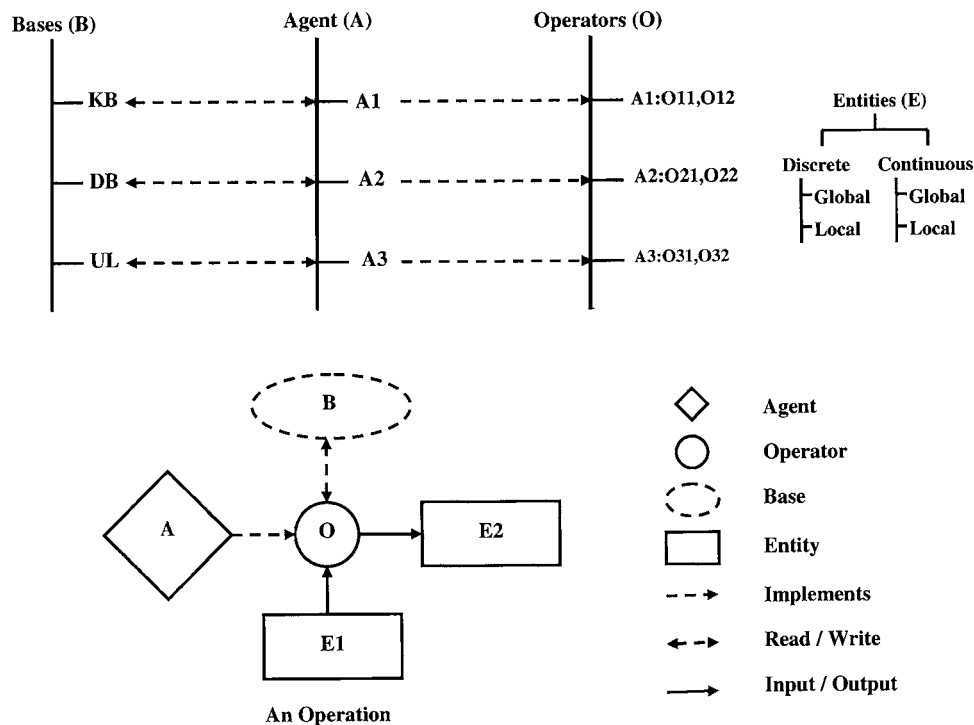 Bases (B)
Agent (A)
Operators (O)
KB
A1
A1:O11,O12
DB
A2
A2:O21,O22
UL
A3
A3:O31,O32
Entities (E)
Discrete
Continuous
Global
Global
Local
Local
B
A
O
E2
E1
An Operation
Agent
Operator
Base
Entity
Implements
Read / Write
Input / Output